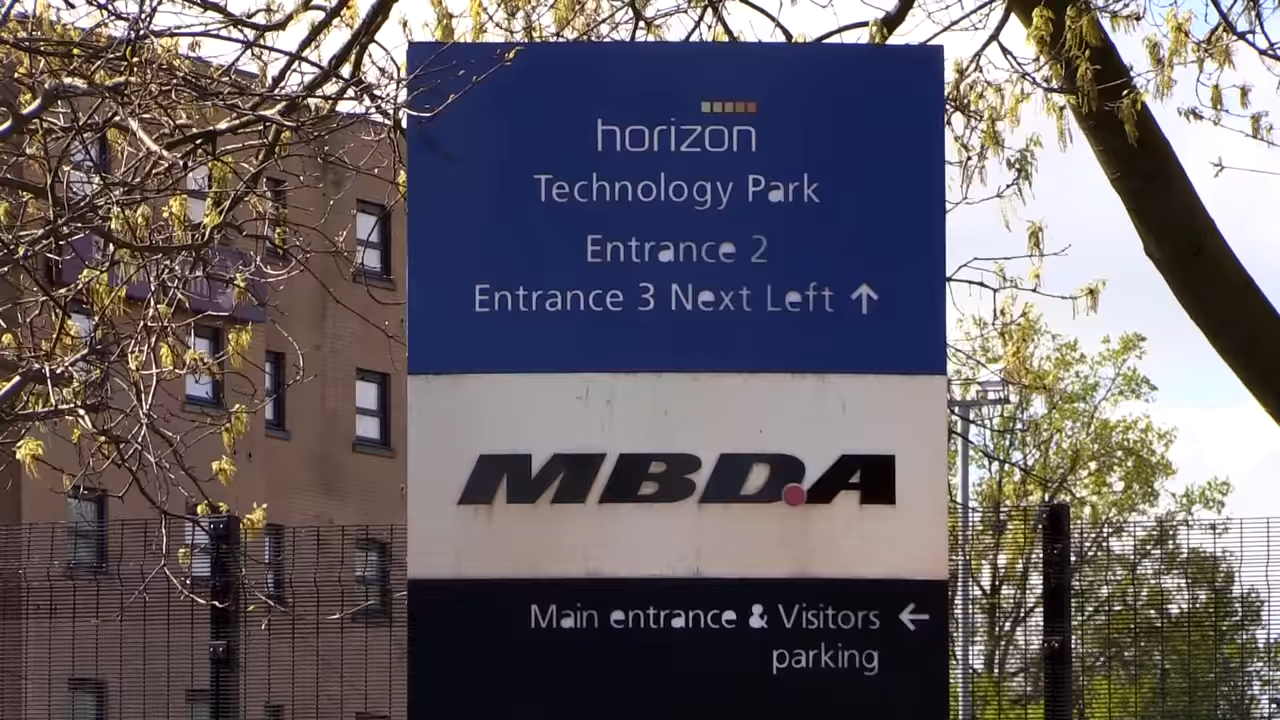 horizon
Technology Park
Entrance 2
Entrance 3 Next Left ↑
MBDA
Main entrance & Visitors ←
parking